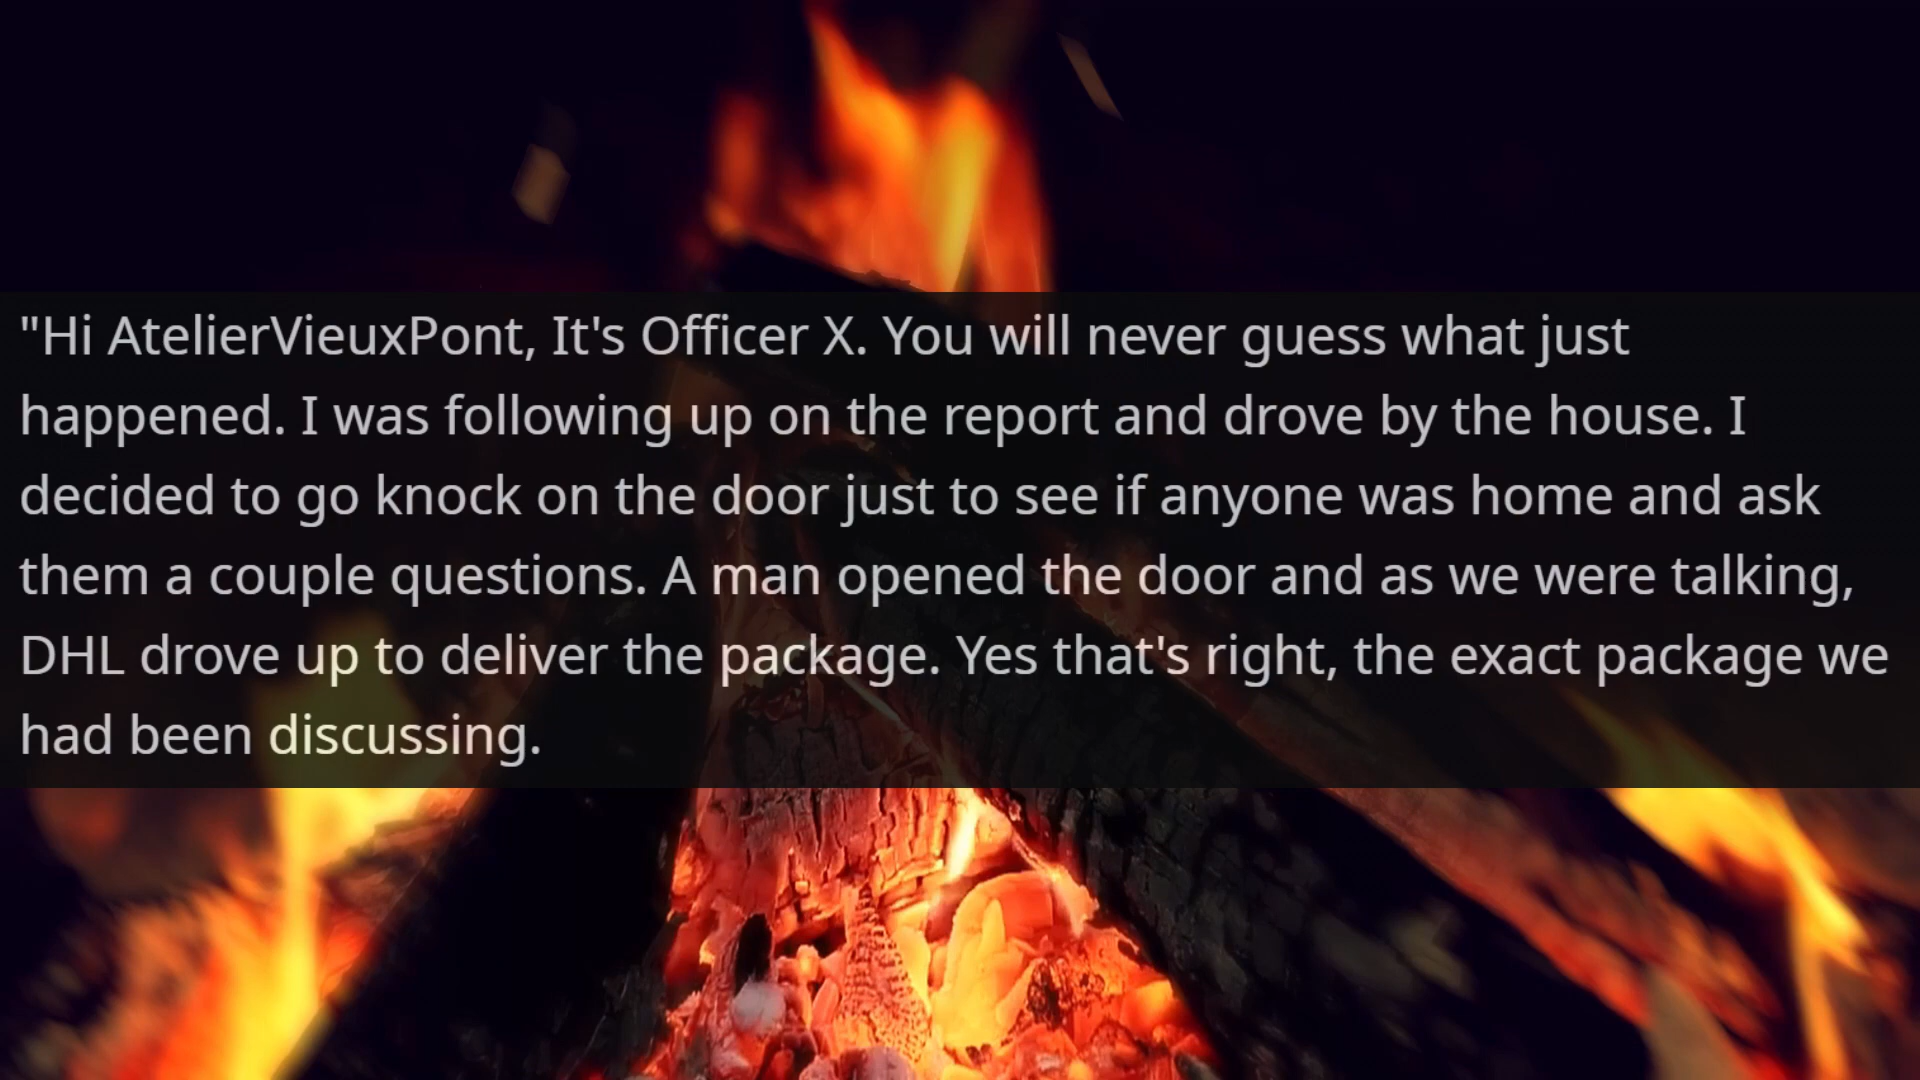 "Hi AtelierVieuxPont, It's Officer X. You will never guess what just
happened. I was following up on the report and drove by the house. I
decided to go knock on the door just to see if anyone was home and ask
them a couple questions. A man opened the door and as we were talking,
DHL drove up to deliver the package. Yes that's right, the exact package we
had been discussing.